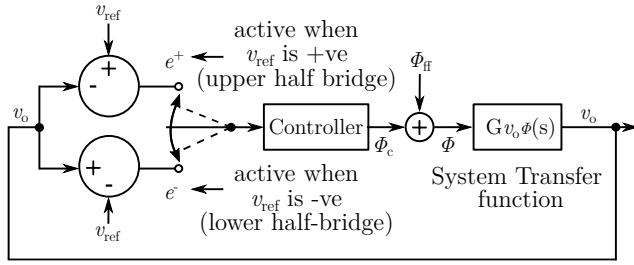 v_ref
+
-
e⁺
active when
v_ref is +ve
(upper half bridge)
Φ_ff
v_o
Controller
Φ_c
+
Φ
G v_o Φ(s)
v_o
+
-
e⁻
v_ref
active when
v_ref is -ve
(lower half-bridge)
System Transfer
function